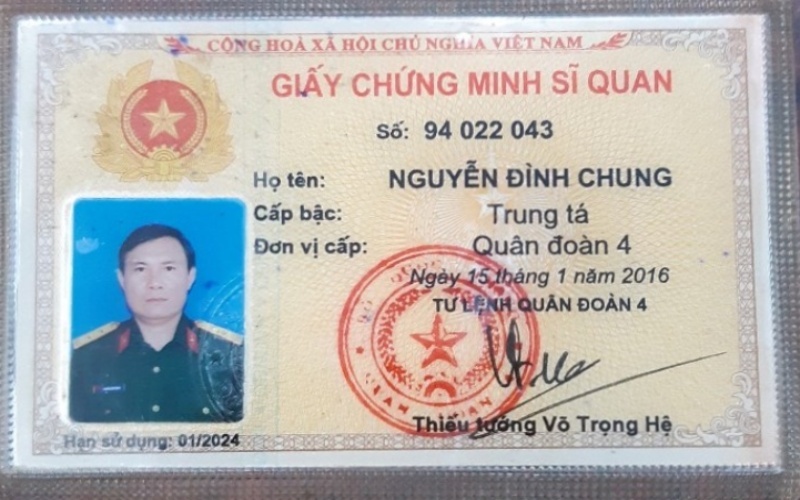 CỘNG HOÀ XÃ HỘI CHỦ NGHĨA VIỆT NAM
GIẤY CHỨNG MINH SĨ QUAN
Số: 94 022 043
Họ tên: NGUYỄN ĐÌNH CHUNG
Cấp bậc: Trung tá
Đơn vị cấp: Quân đoàn 4
Ngày 15 tháng 1 năm 2016
TƯ LỆNH QUÂN ĐOÀN 4
Thiếu tướng Võ Trọng Hệ
Hạn sử dụng: 01/2024